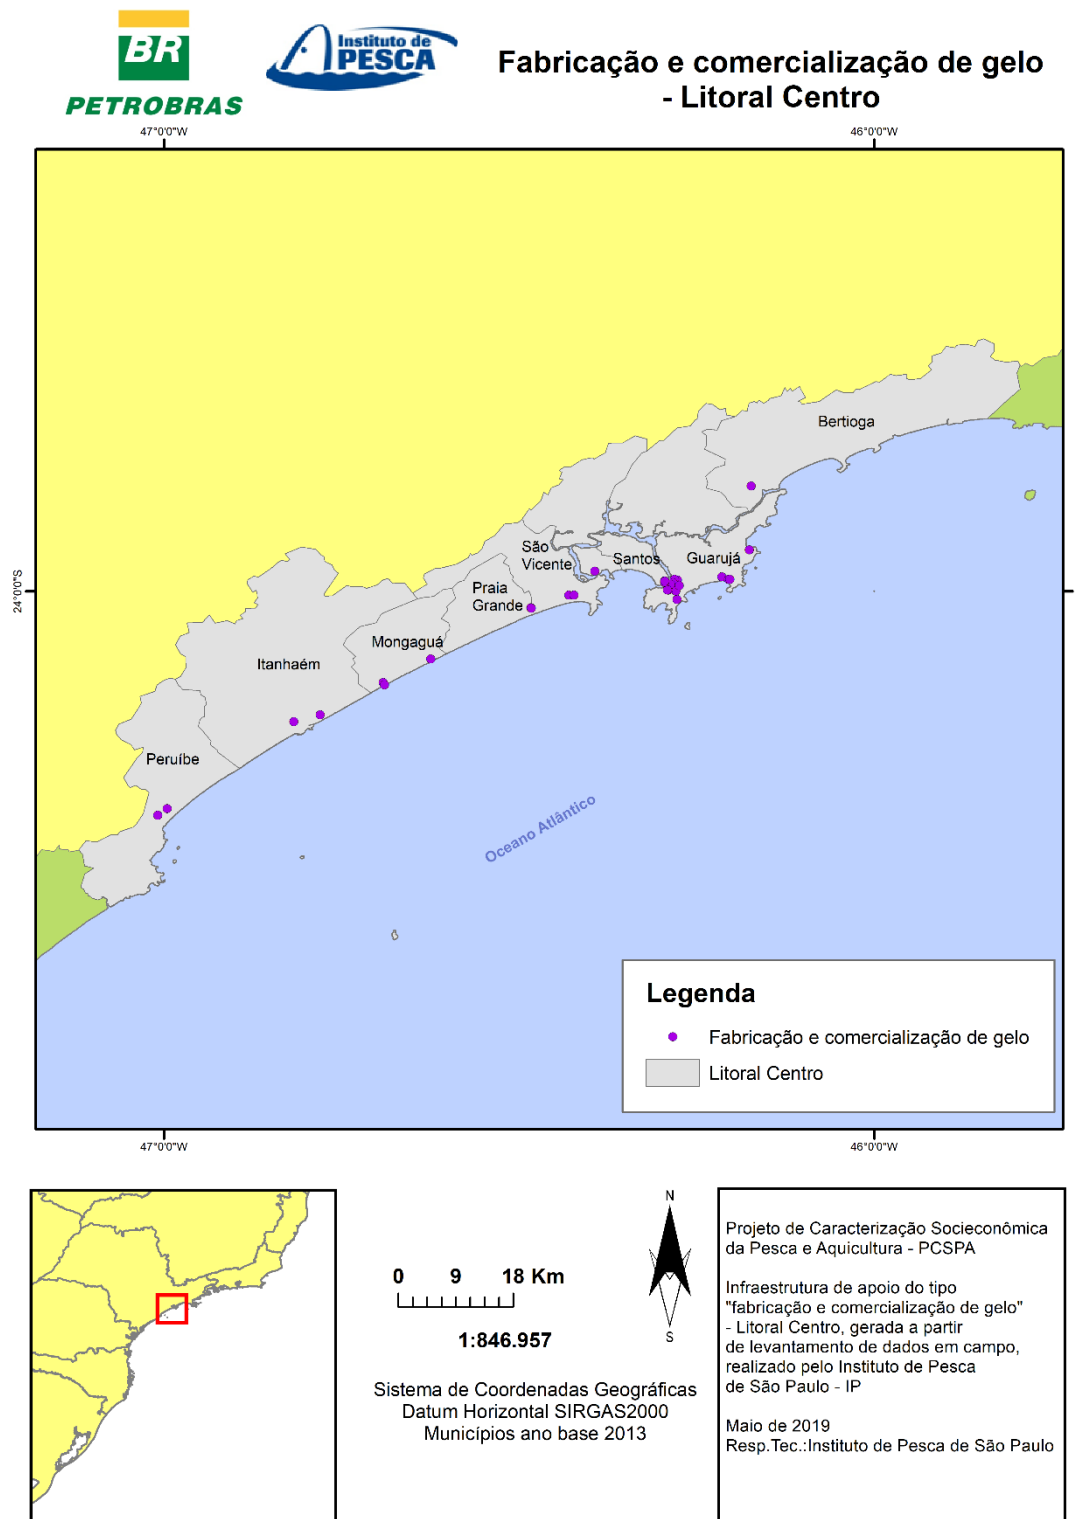 BR
PETROBRAS
Instituto de
PESCA
Fabricação e comercialização de gelo
- Litoral Centro
47°0'0"W
46°0'0"W
24°0'0"S
Bertioga
São
Vicente
Santos
Guarujá
Praia
Grande
Mongaguá
Itanhaém
Peruíbe
Oceano Atlântico
Legenda
Fabricação e comercialização de gelo
Litoral Centro
47°0'0"W
46°0'0"W
0 9 18 Km
1:846.957
Sistema de Coordenadas Geográficas
Datum Horizontal SIRGAS2000
Municípios ano base 2013
N
S
Projeto de Caracterização Socieconômica
da Pesca e Aquicultura - PCSPA
Infraestrutura de apoio do tipo
"fabricação e comercialização de gelo"
- Litoral Centro, gerada a partir
de levantamento de dados em campo,
realizado pelo Instituto de Pesca
de São Paulo - IP
Maio de 2019
Resp.Tec.:Instituto de Pesca de São Paulo